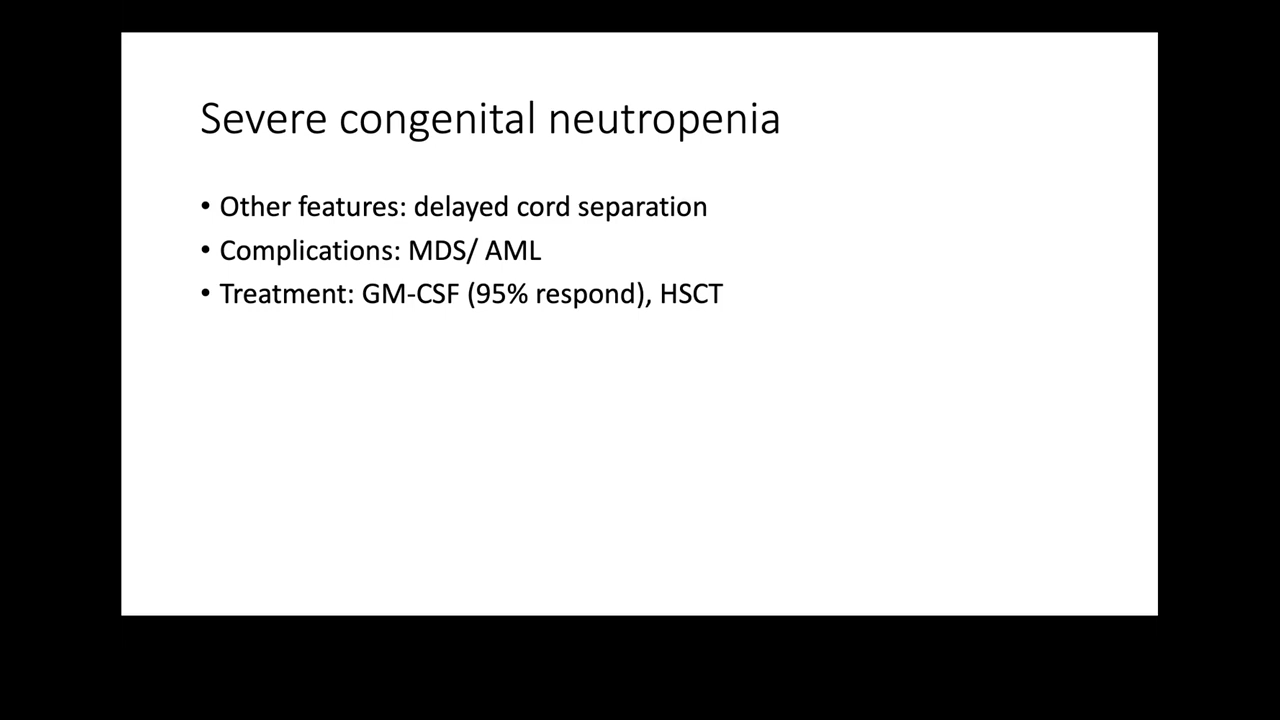 Severe congenital neutropenia
• Other features: delayed cord separation
• Complications: MDS/ AML
• Treatment: GM-CSF (95% respond), HSCT